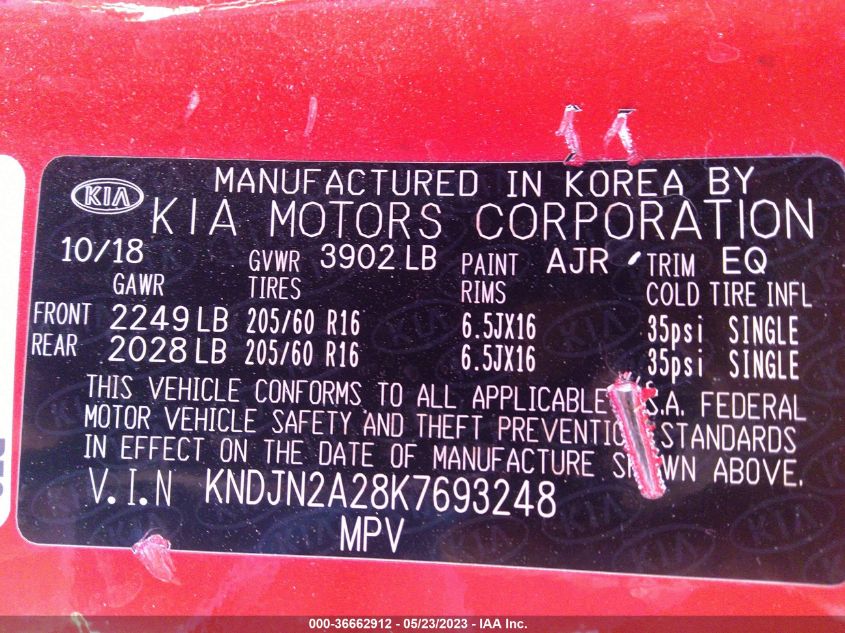 MANUFACTURED IN KOREA BY
KIA KIA MOTORS CORPORATION
10/18 GVWR 3902 LB PAINT AJR TRIM EQ
GAWR TIRES RIMS COLD TIRE INFL
FRONT 2249 LB 205/60 R16 6.5JX16 35psi SINGLE
REAR 2028 LB 205/60 R16 6.5JX16 35psi SINGLE
THIS VEHICLE CONFORMS TO ALL APPLICABLE .S.A. FEDERAL
MOTOR VEHICLE SAFETY AND THEFT STANDARDS
IN EFFECT ON THE DATE OF MANUFACTURE ABOVE.
V.I.N KNDJN2A28K7693248
MPV
000-36662912 - 05/23/2023 - IAA Inc.